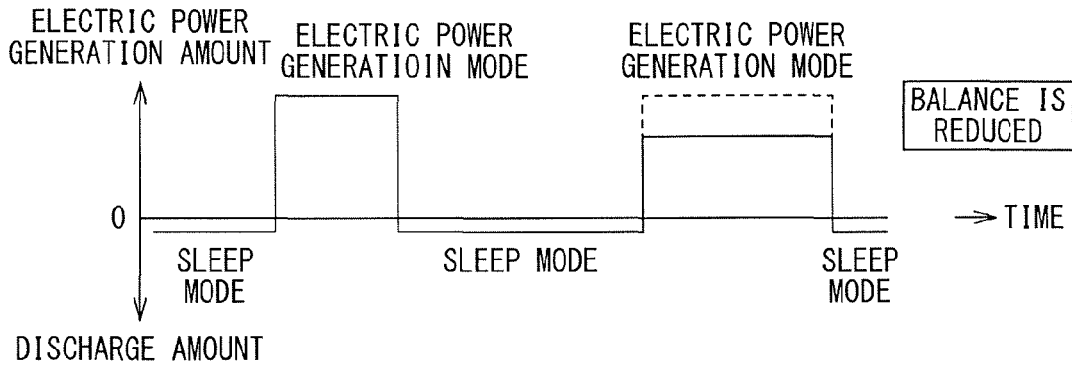 ELECTRIC POWER
GENERATION AMOUNT
ELECTRIC POWER
GENERATIOIN MODE
ELECTRIC POWER
GENERATION MODE
BALANCE IS
REDUCED
0
TIME
SLEEP
MODE
SLEEP MODE
SLEEP
MODE
DISCHARGE AMOUNT